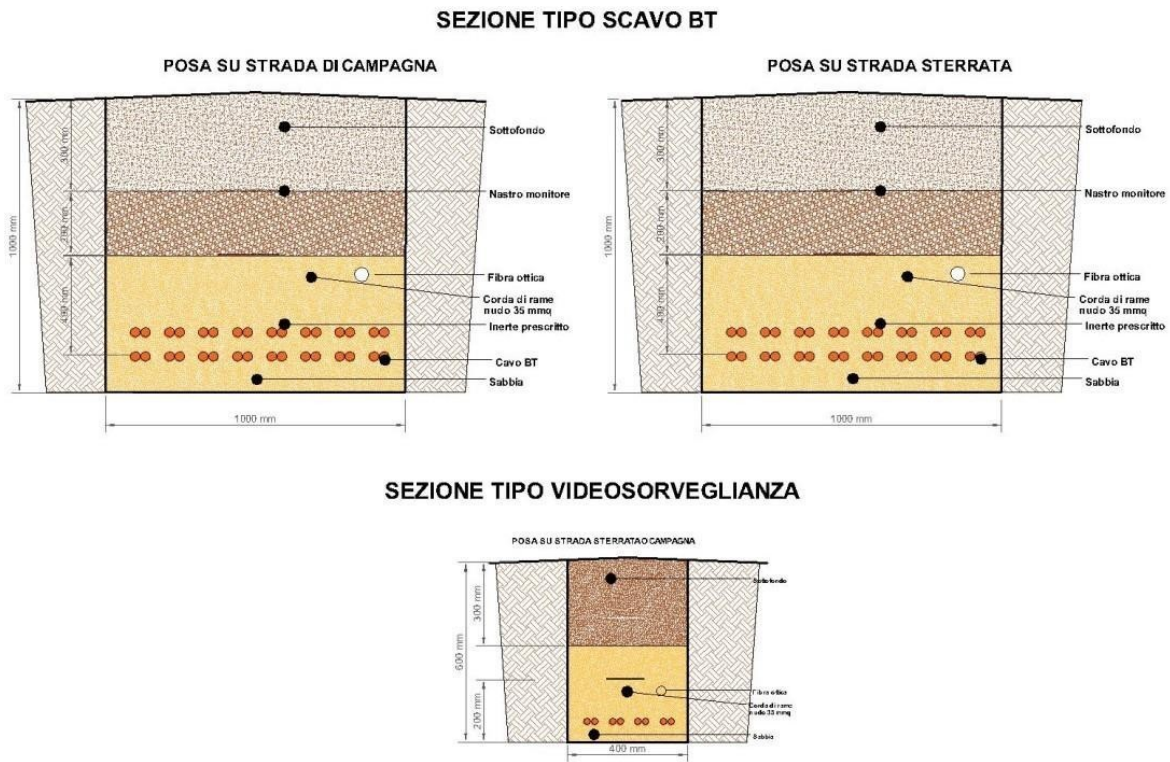 SEZIONE TIPO SCAVO BT
POSA SU STRADA DI CAMPAGNA
1000 mm
300 mm
200 mm
400 mm
Sottofondo
Nastro monitore
Fibra ottica
Corda di rame
nudo 35 mmq
Inerte prescritto
Cavo BT
Sabbia
1000 mm
POSA SU STRADA STERRATA
1000 mm
300 mm
200 mm
400 mm
Sottofondo
Nastro monitore
Fibra ottica
Corda di rame
nudo 35 mmq
Inerte prescritto
Cavo BT
Sabbia
1000 mm
SEZIONE TIPO VIDEOSORVEGLIANZA
POSA SU STRADA STERRATA O CAMPAGNA
600 mm
300 mm
200 mm
Sottofondo
Fibra ottica
Corda di rame
nudo 35 mmq
Sabbia
400 mm